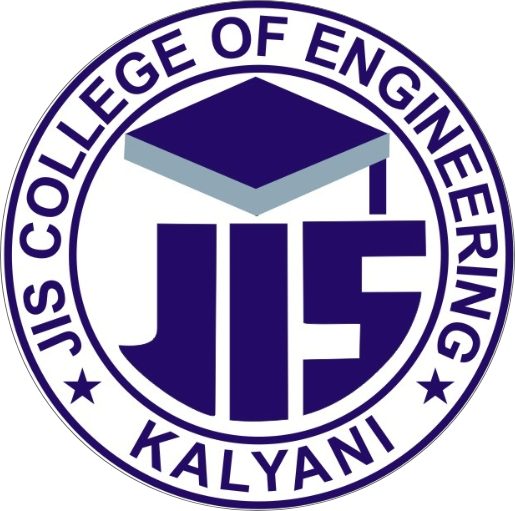 JIS COLLEGE OF ENGINEERING
JIS
KALYANI